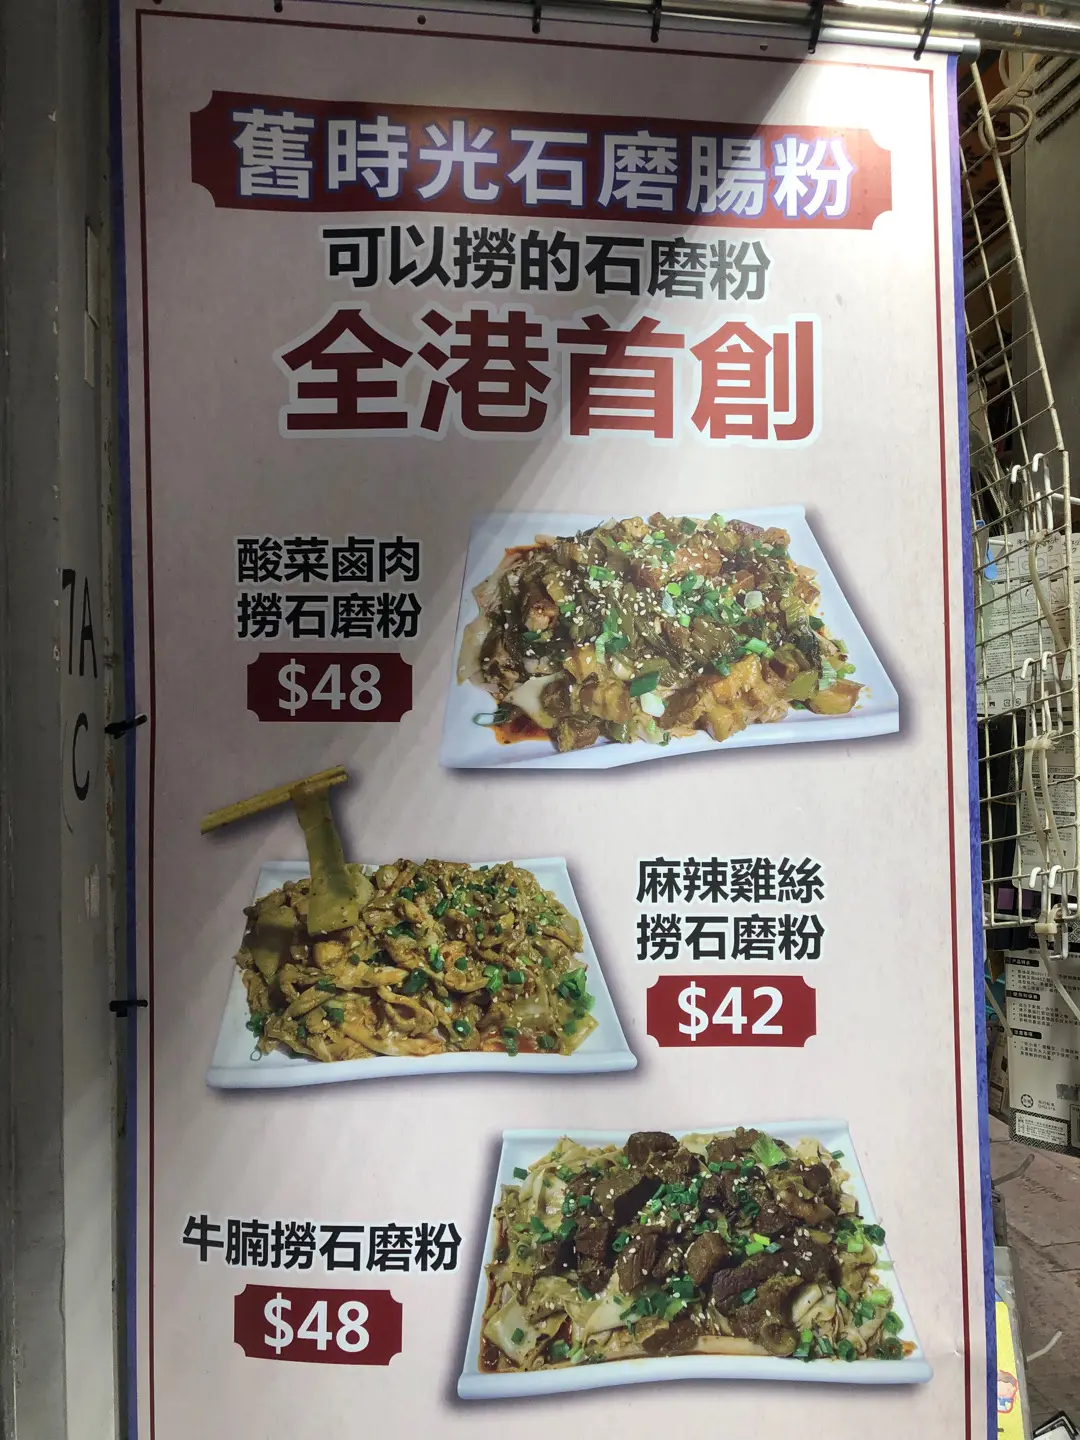 舊時光石磨腸粉
可以撈的石磨粉
全港首創
酸菜鹵肉
撈石磨粉
$48
麻辣雞絲
撈石磨粉
$42
牛腩撈石磨粉
$48
7A
C